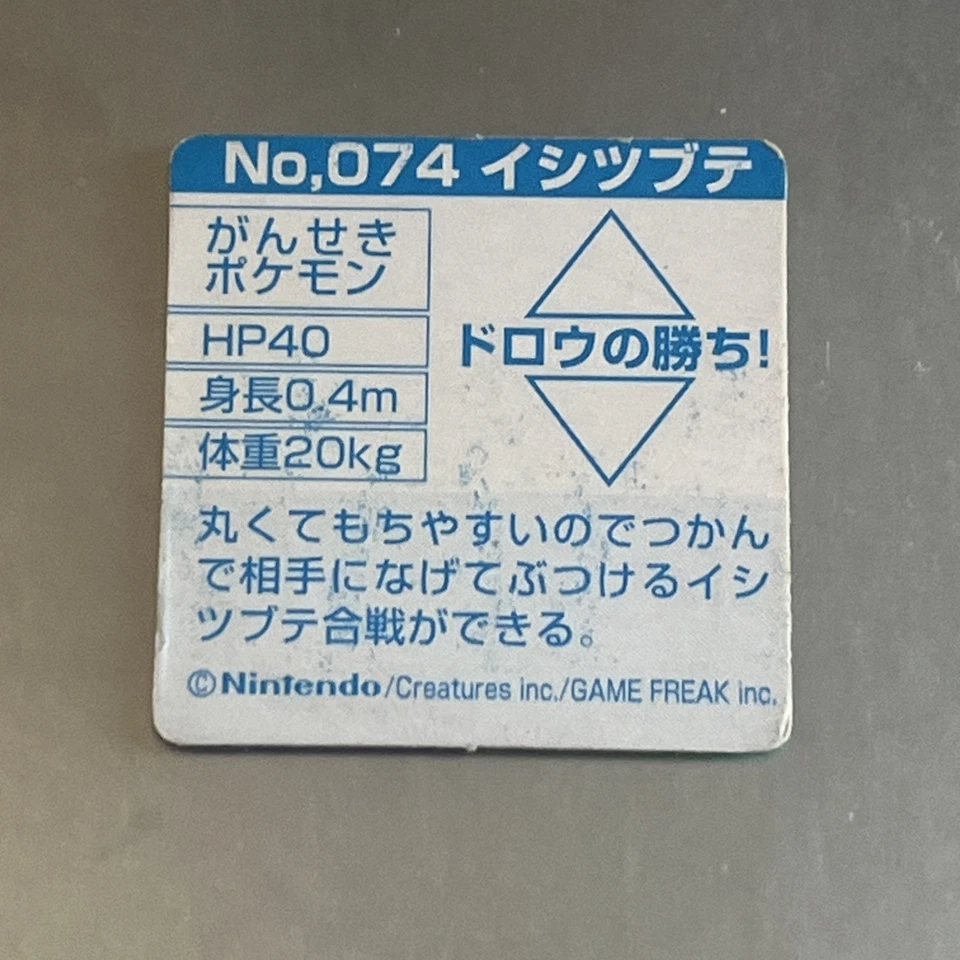 No,074 イシツブテ
がんせき
ポケモン
HP40
身長0.4m
体重20kg
ドロウの勝ち!
丸くてもちやすいのでつかん
で相手になげてぶつけるイシ
ツブテ合戦ができる。
©Nintendo/Creatures inc./GAME FREAK inc.